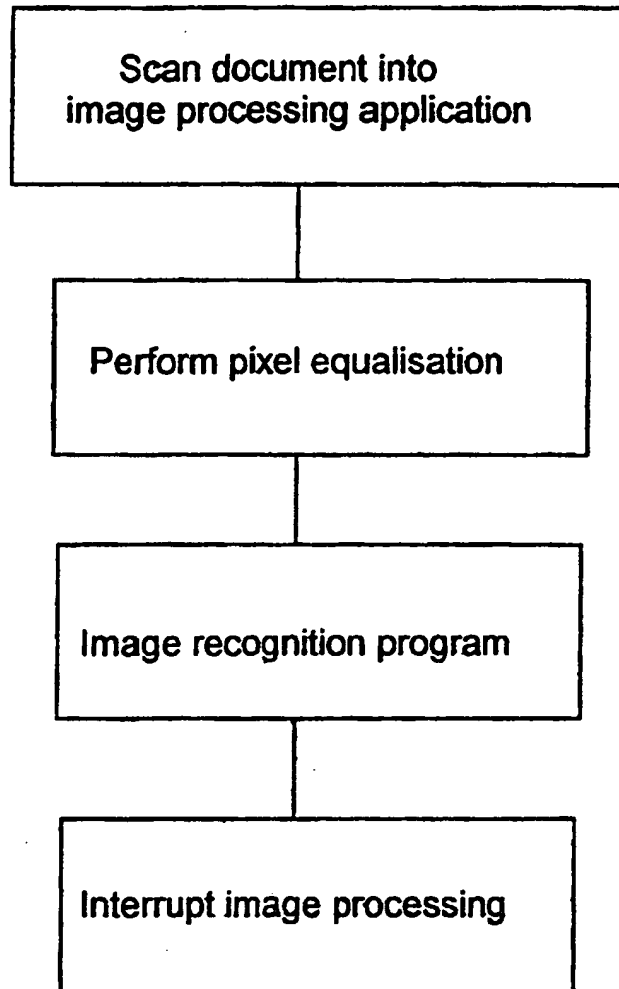 Scan document into
image processing application
Perform pixel equalisation
Image recognition program
Interrupt image processing